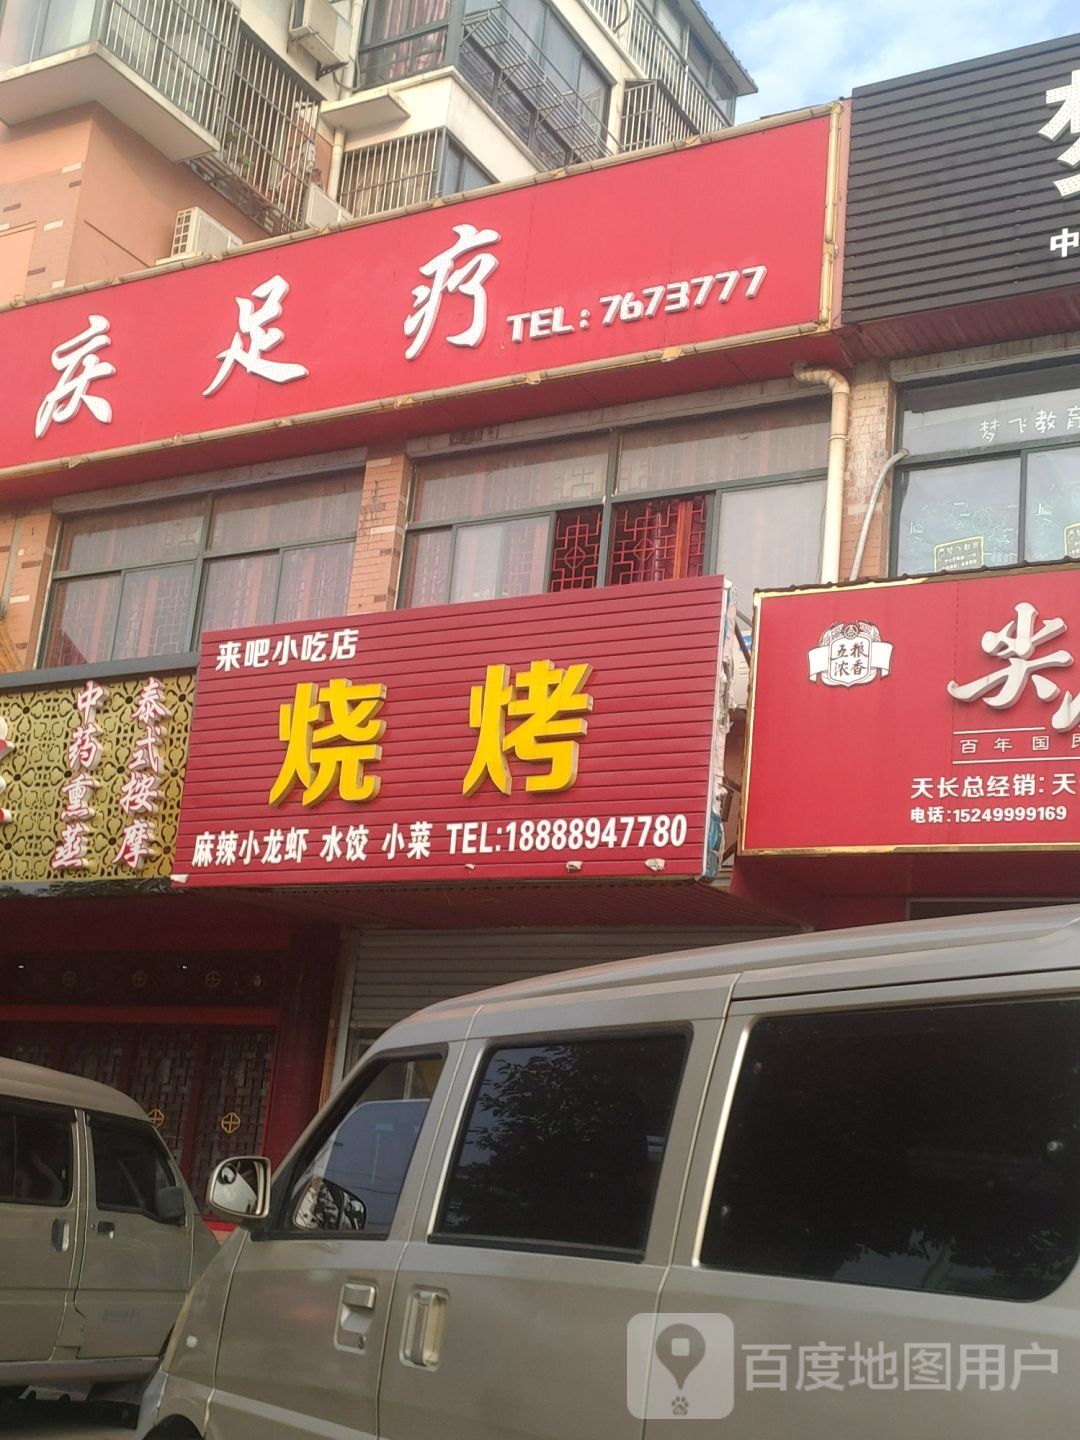 庆足疗
TEL:7673777
中
梦飞教育
来吧小吃店
烧烤
麻辣小龙虾 水饺 小菜 TEL:18888947780
中药熏蒸
泰式按摩
五粮
浓香
尖
百年国民
天长总经销:天
电话:15249999169
百度地图用户